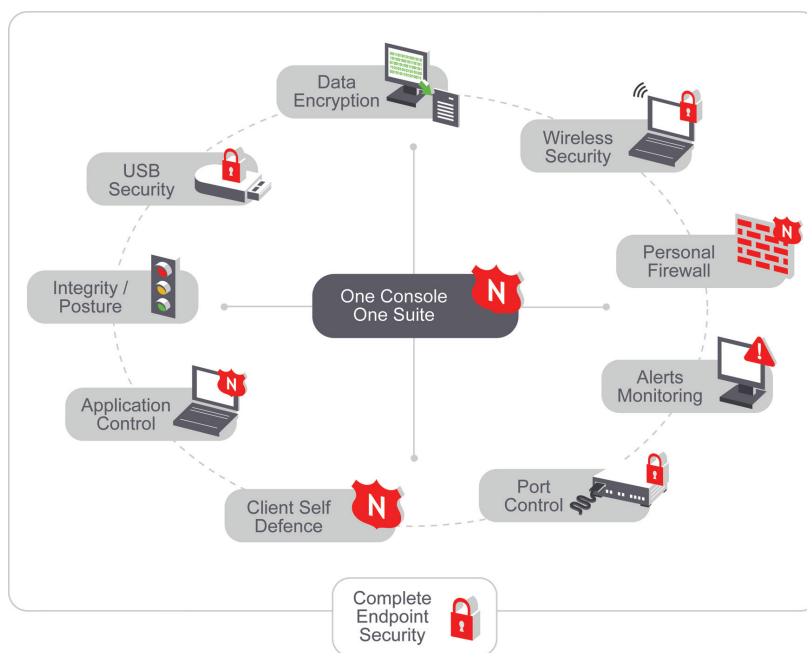 Data
Encryption
Wireless
Security
USB
Security
Personal
Firewall
N
Integrity /
Posture
One Console
One Suite
N
Alerts
Monitoring
Application
Control
N
Port
Control
Client Self
Defence
N
Complete
Endpoint
Security